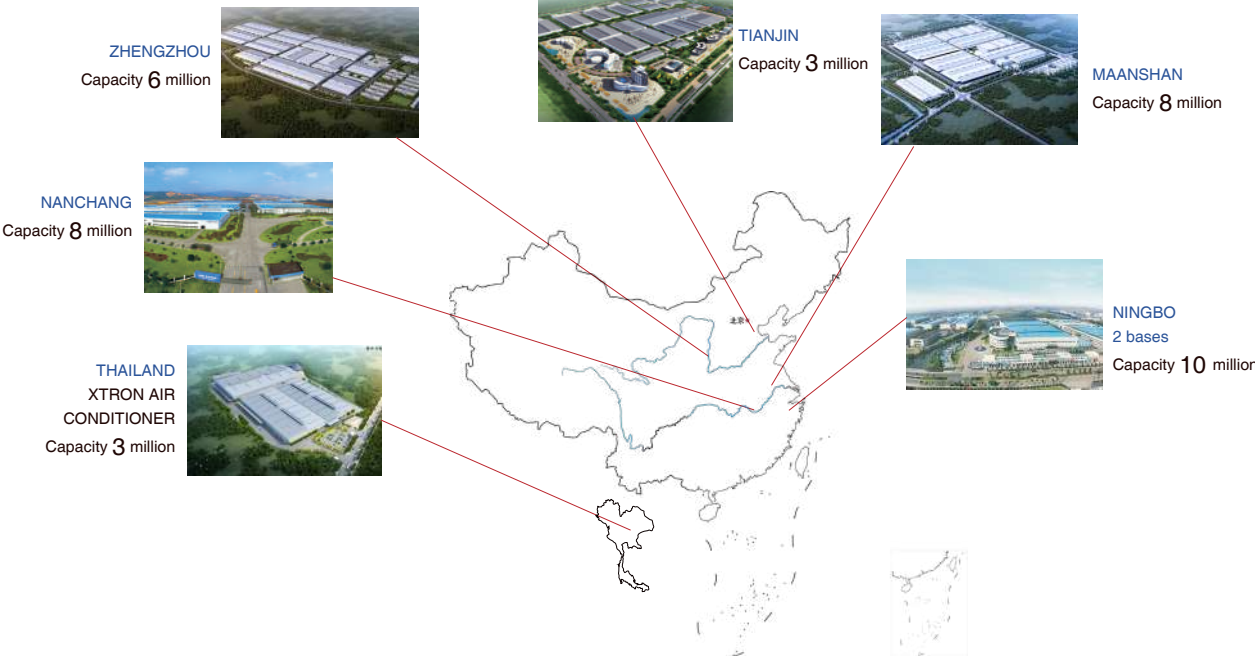 ZHENGZHOU
Capacity 6 million
TIANJIN
Capacity 3 million
MAANSHAN
Capacity 8 million
NANCHANG
Capacity 8 million
北京
NINGBO
2 bases
Capacity 10 million
THAILAND
XTRON AIR
CONDITIONER
Capacity 3 million